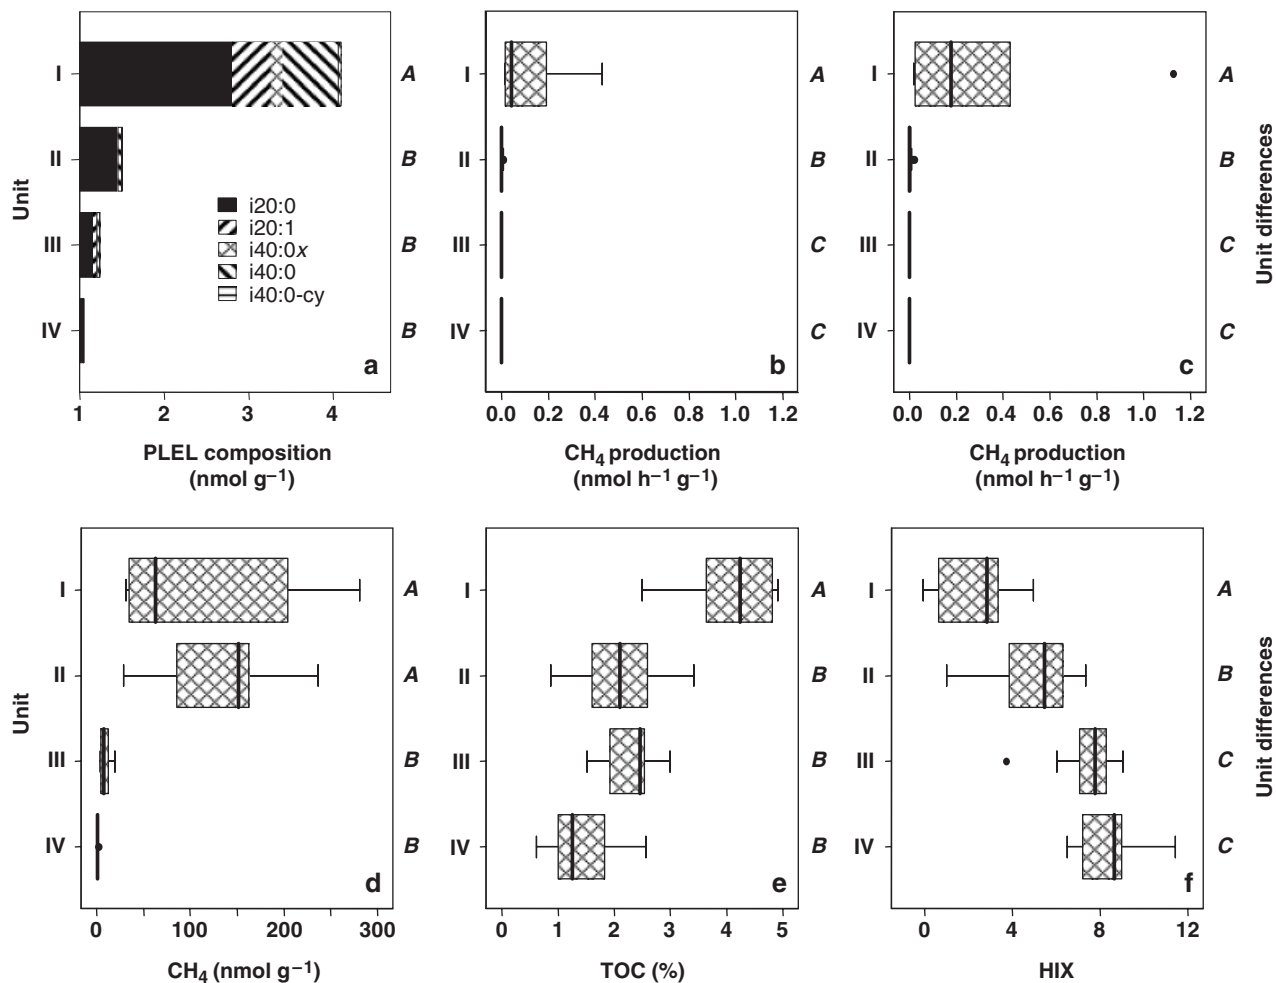 Unit
I
II
III
IV
A
B
B
B
i20:0
i20:1
i40:0x
i40:0
i40:0-cy
a
1 2 3 4
PLEL composition
(nmol g⁻¹)
I
II
III
IV
A
B
C
C
b
0.0 0.2 0.4 0.6 0.8 1.0 1.2
CH₄ production
(nmol h⁻¹ g⁻¹)
I
II
III
IV
A
B
C
C
Unit differences
c
0.0 0.2 0.4 0.6 0.8 1.0 1.2
CH₄ production
(nmol h⁻¹ g⁻¹)
Unit
I
II
III
IV
A
A
B
B
d
0 100 200 300
CH₄ (nmol g⁻¹)
I
II
III
IV
A
B
B
B
e
0 1 2 3 4 5
TOC (%)
I
II
III
IV
A
B
C
C
Unit differences
f
0 4 8 12
HIX